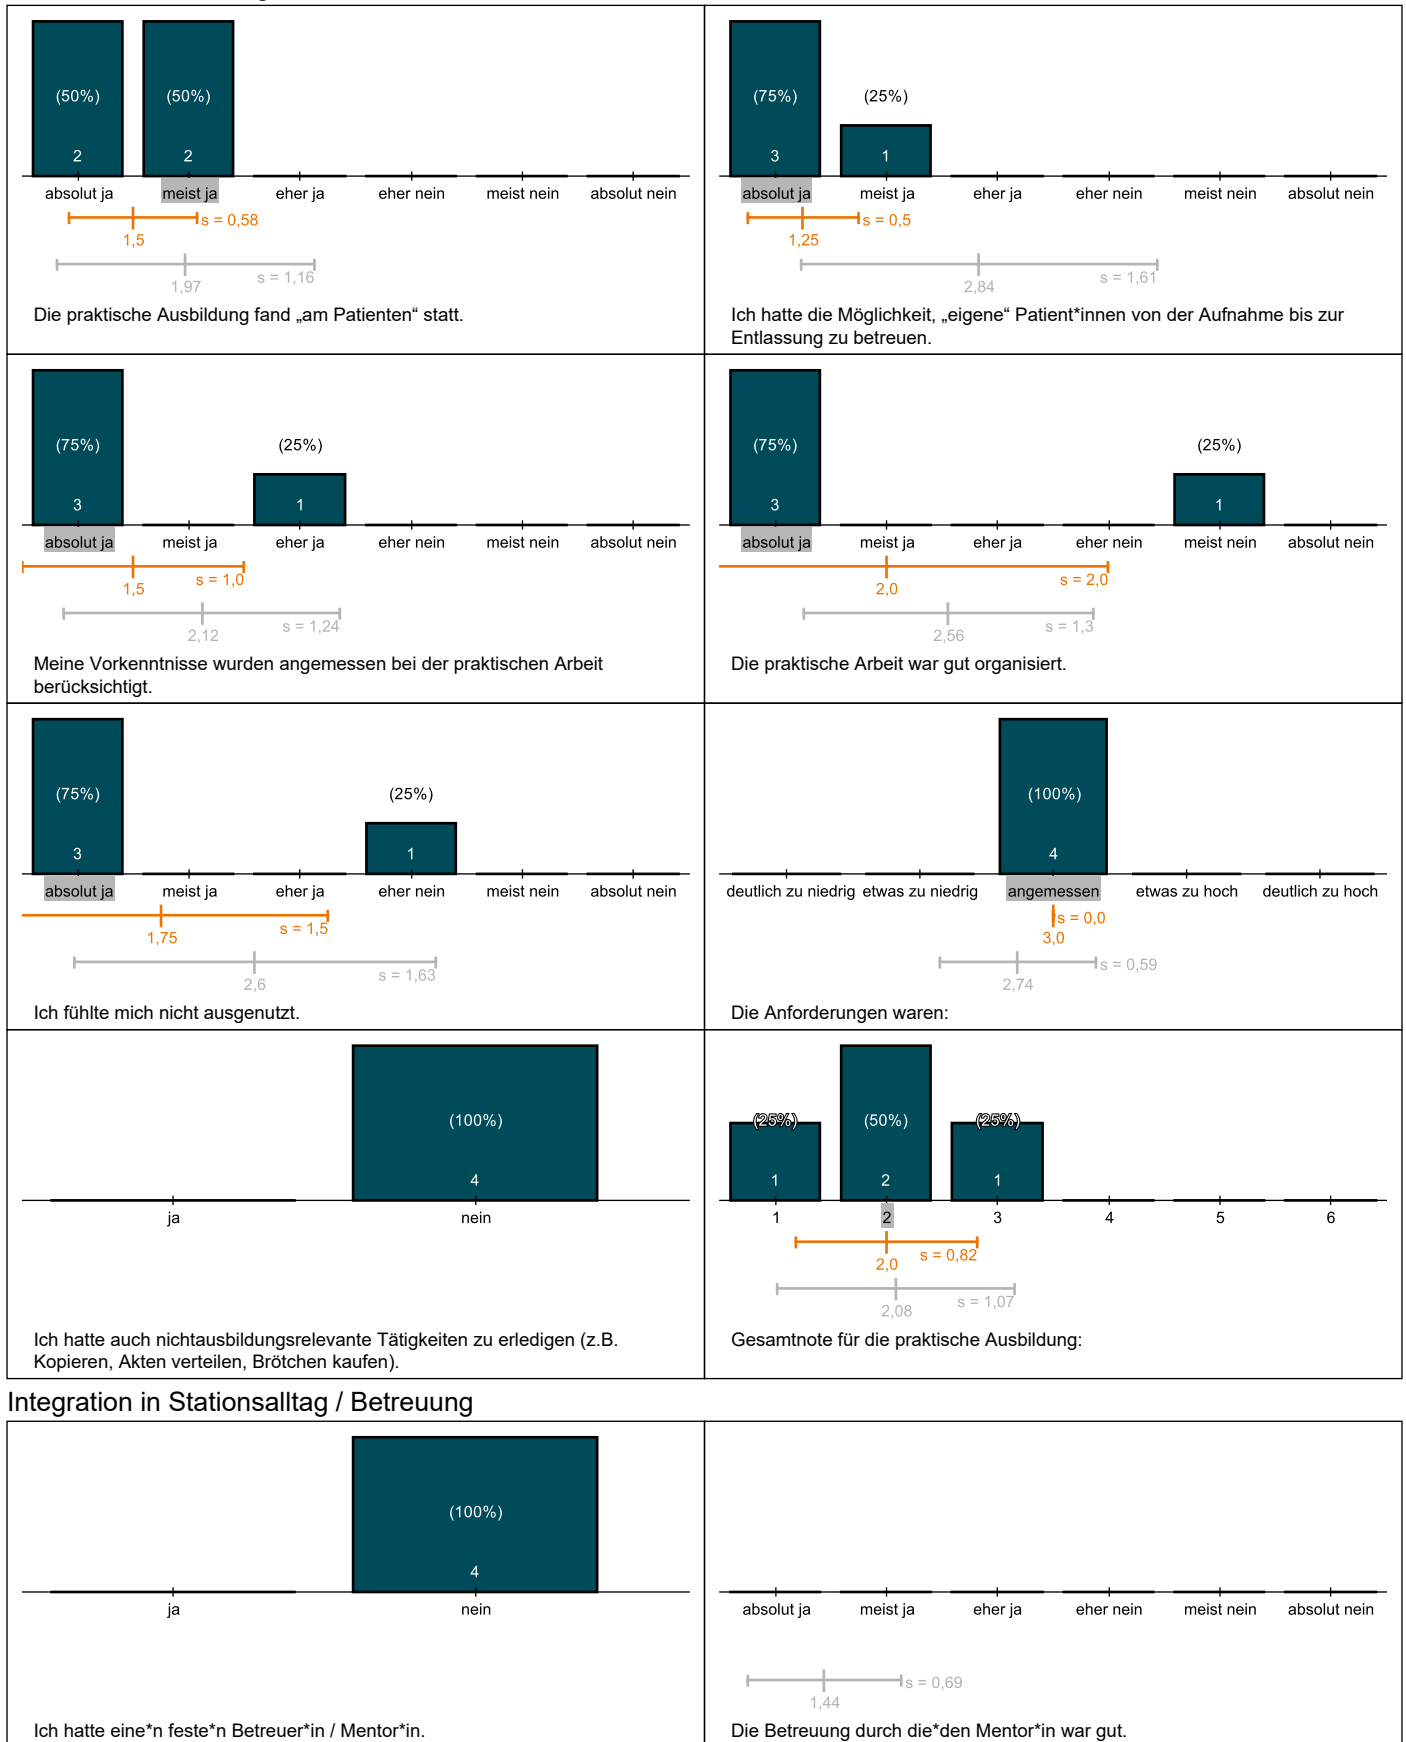 (50%) (50%)
2 2
absolut ja meist ja eher ja eher nein meist nein absolut nein
s = 0,58
1,5
s = 1,16
1,97
Die praktische Ausbildung fand „am Patienten“ statt.
(75%) (25%)
3 1
absolut ja meist ja eher ja eher nein meist nein absolut nein
s = 0,5
1,25
s = 1,61
2,84
Ich hatte die Möglichkeit, „eigene“ Patient*innen von der Aufnahme bis zur
Entlassung zu betreuen.
(75%) (25%)
3 1
absolut ja meist ja eher ja eher nein meist nein absolut nein
s = 1,0
1,5
s = 1,24
2,12
Meine Vorkenntnisse wurden angemessen bei der praktischen Arbeit
berücksichtigt.
(75%) (25%)
3 1
absolut ja meist ja eher ja eher nein meist nein absolut nein
s = 2,0
2,0
s = 1,3
2,56
Die praktische Arbeit war gut organisiert.
(75%) (25%)
3 1
absolut ja meist ja eher ja eher nein meist nein absolut nein
s = 1,5
1,75
s = 1,63
2,6
Ich fühlte mich nicht ausgenutzt.
(100%)
4
deutlich zu niedrig etwas zu niedrig angemessen etwas zu hoch deutlich zu hoch
s = 0,0
3,0
s = 0,59
2,74
Die Anforderungen waren:
(100%)
4
ja nein
Ich hatte auch nichtausbildungsrelevante Tätigkeiten zu erledigen (z.B.
Kopieren, Akten verteilen, Brötchen kaufen).
(25%) (50%) (25%)
1 2 1
1 2 3 4 5 6
s = 0,82
2,0
s = 1,07
2,08
Gesamtnote für die praktische Ausbildung:
Integration in Stationsalltag / Betreuung
(100%)
4
ja nein
Ich hatte eine*n feste*n Betreuer*in / Mentor*in.
absolut ja meist ja eher ja eher nein meist nein absolut nein
s = 0,69
1,44
Die Betreuung durch die*den Mentor*in war gut.